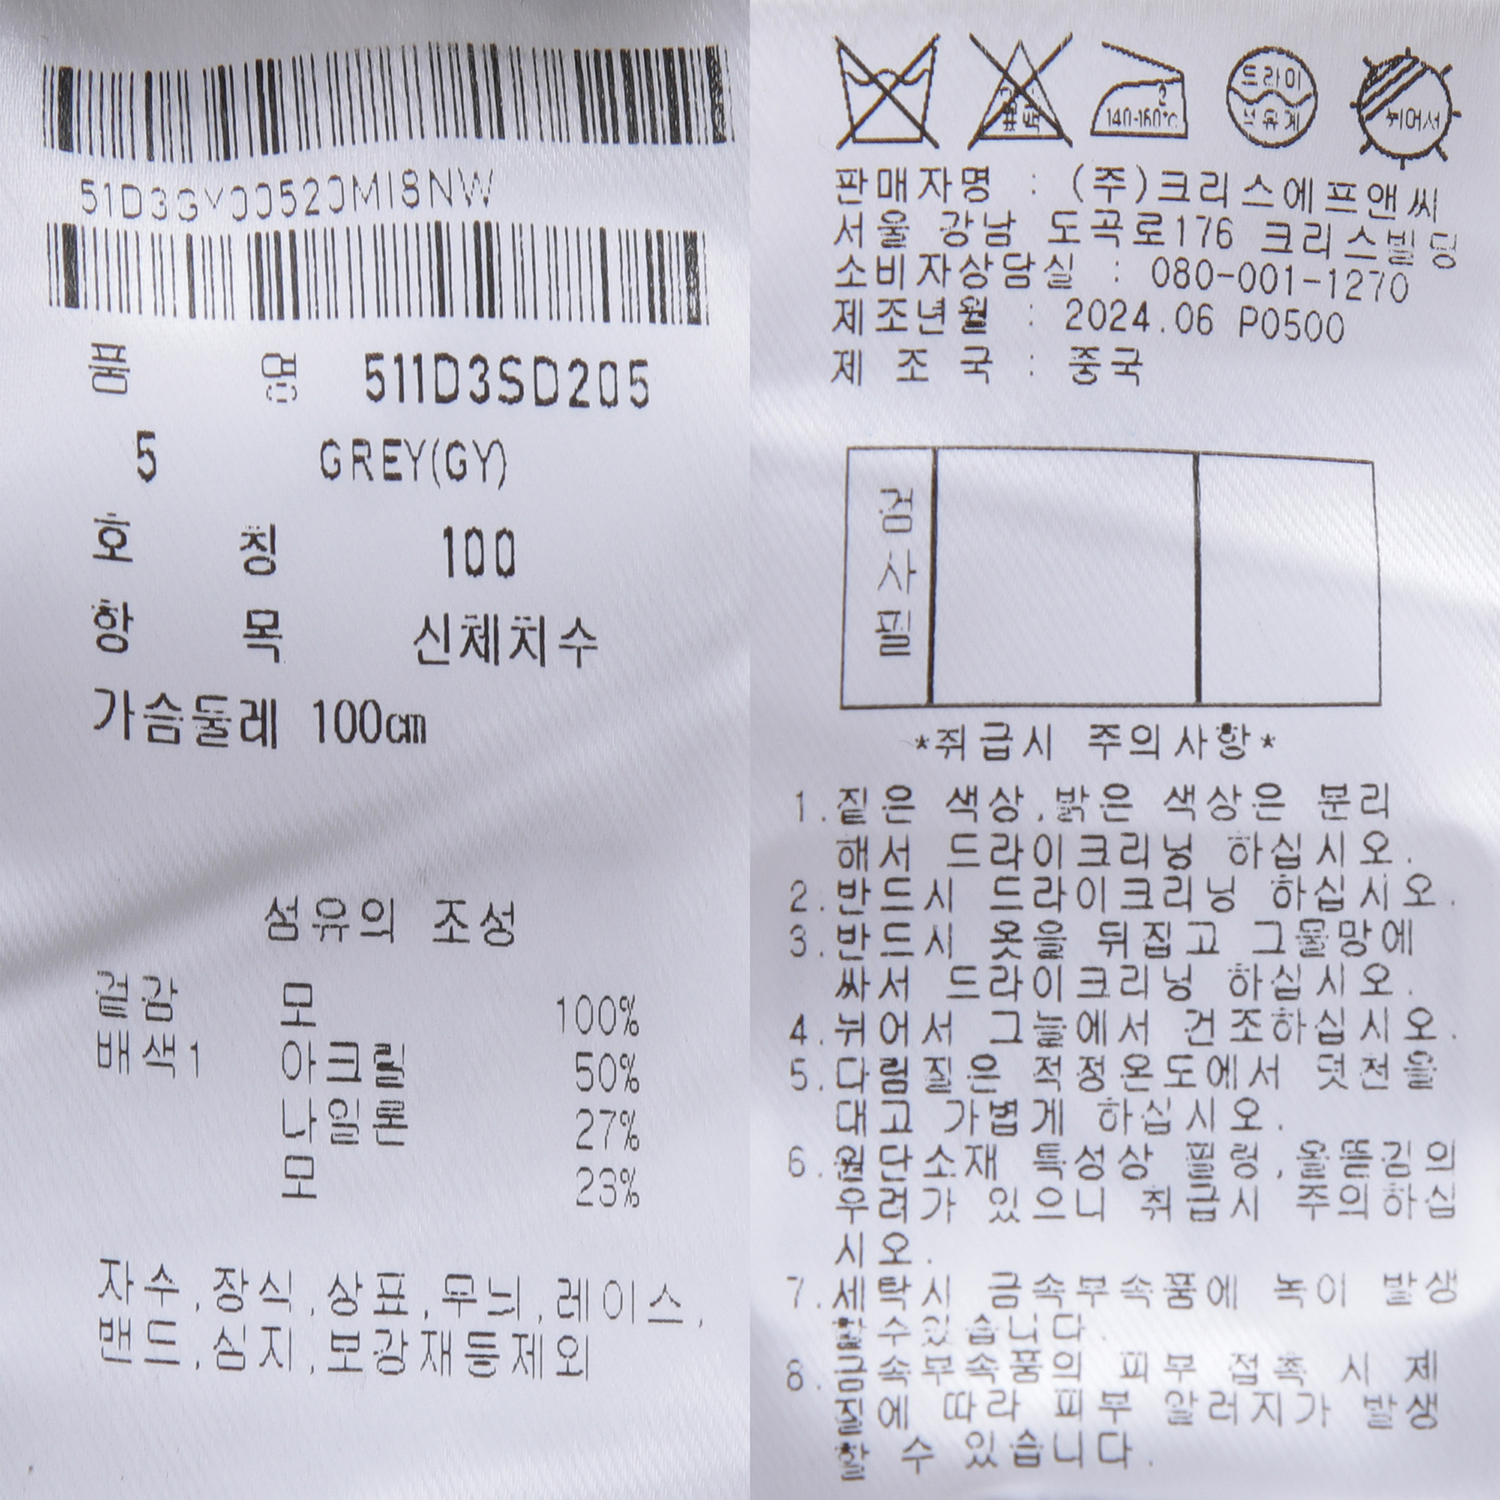 품 명 511D3SD205
5 GREY(GY)
호 칭 100
항 목 신체치수
가슴둘레 100cm
섬유의 조성
겉감 모 100%
배색1 아크릴 50%
나일론 27%
모 23%
자수,장식,상표,무늬,레이스,
밴드,심지,보강재등제외
드라이
석유계
140-160℃
뉘어서
판매자명 : (주)크리스에프앤씨
서울 강남 도곡로176 크리스빌딩
소비자상담실 : 080-001-1270
제조년월 : 2024.06 P0500
제 조 국 : 중국
검사필
*취급시 주의사항*
1.짙은 색상,밝은 색상은 분리
해서 드라이크리닝 하십시오.
2.반드시 드라이크리닝 하십시오.
3.반드시 옷을 뒤집고 그물망에
싸서 드라이크리닝 하십시오.
4.뉘어서 그늘에서 건조하십시오.
5.다림질은 적정온도에서 덧천을
대고 가볍게 하십시오.
6.원단소재 특성상 필링,올뜯김의
우려가 있으니 취급시 주의하십
시오.
7.세탁시 금속부속품에 녹이 발생
할수있습니다.
8.금속부속품의 피부 접촉 시 체
질에 따라 피부 알러지가 발생
할 수 있습니다.